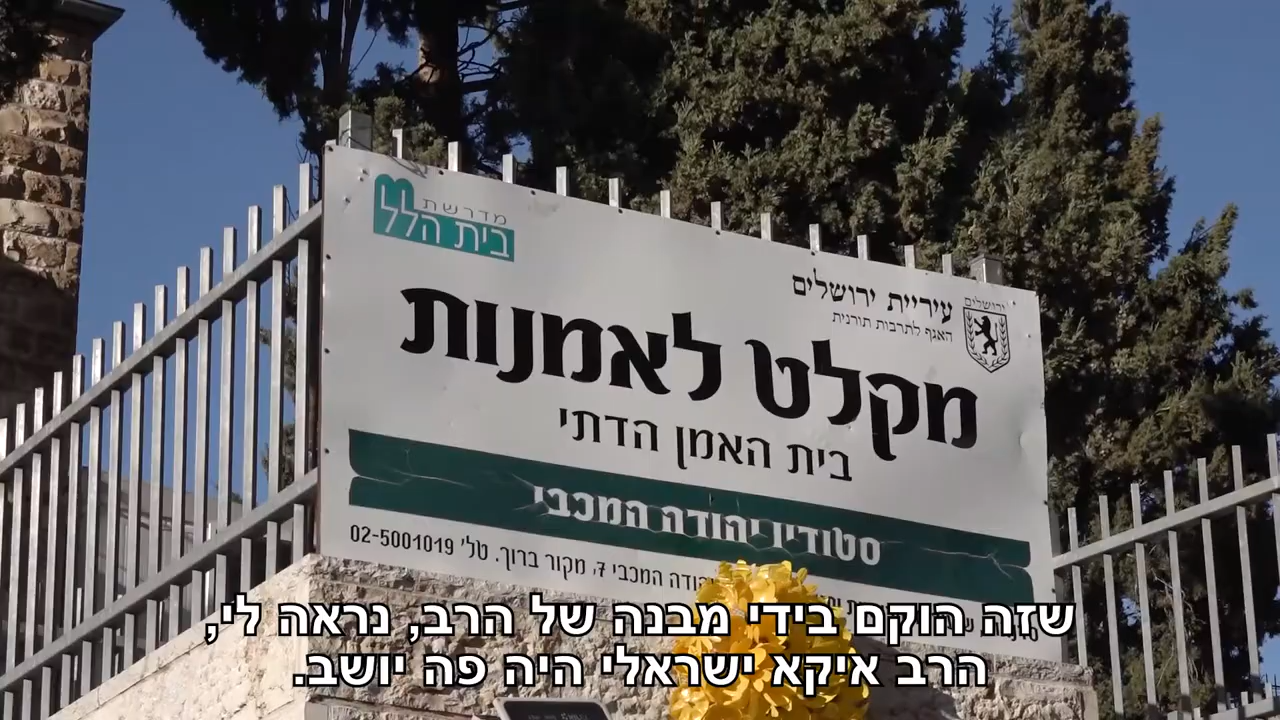 מדרשת
בית הלל
ירושלים
עיריית ירושלים
האגף לתרבות תורנית
מקלט לאמנות
בית האמן הדתי
סטודיו יהודה המכבי
יהודה המכבי 7, מקור ברוך. טל' 02-5001019
שזה הוקם בידי מבנה של הרב, נראה לי,
הרב איקא ישראלי היה פה יושב.